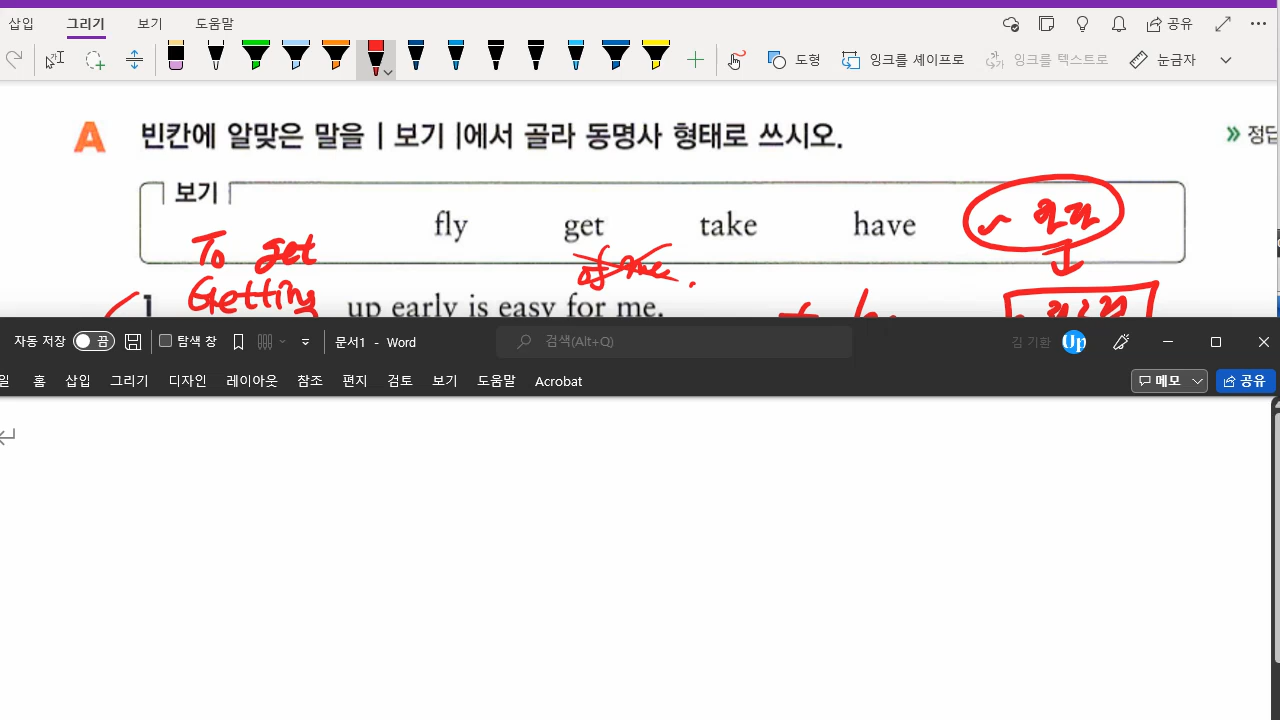 삽입 그리기 보기 도움말 공유
도형 잉크를 셰이프로 잉크를 텍스트로 눈금자
A 빈칸에 알맞은 말을 | 보기 |에서 골라 동명사 형태로 쓰시오. 정답
보기
fly get take have
To get
of me.
Getting
1 up early is easy for me.
자동 저장 끔 탐색 창 문서1 - Word 검색(Alt+Q) 김 기환 Up
일 홈 삽입 그리기 디자인 레이아웃 참조 편지 검토 보기 도움말 Acrobat 메모 공유